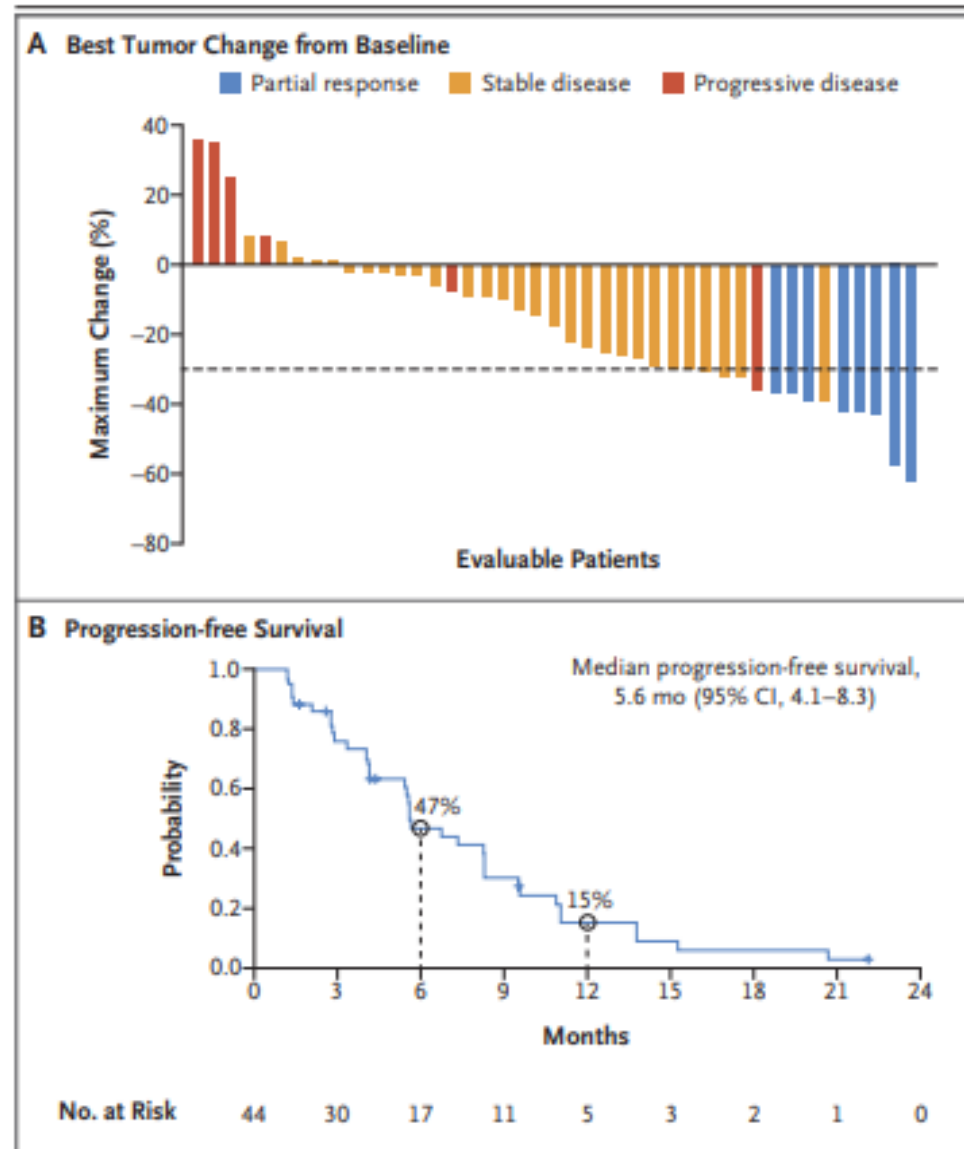 A Best Tumor Change from Baseline
Partial response Stable disease Progressive disease
40
20
0
−20
−40
−60
−80
Maximum Change (%)
Evaluable Patients
B Progression-free Survival
Median progression-free survival,
5.6 mo (95% CI, 4.1–8.3)
1.0
0.8
0.6
0.4
0.2
0.0
Probability
47%
15%
0 3 6 9 12 15 18 21 24
Months
No. at Risk 44 30 17 11 5 3 2 1 0